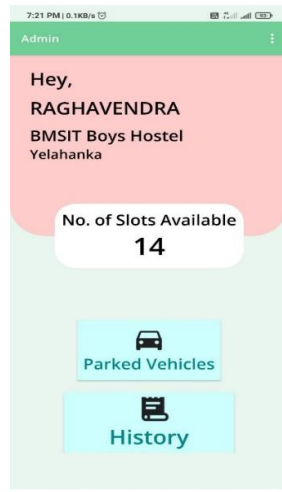 7:21 PM | 0.1KB/s
Admin
Hey,
RAGHAVENDRA
BMSIT Boys Hostel
Yelahanka
No. of Slots Available
14
Parked Vehicles
History